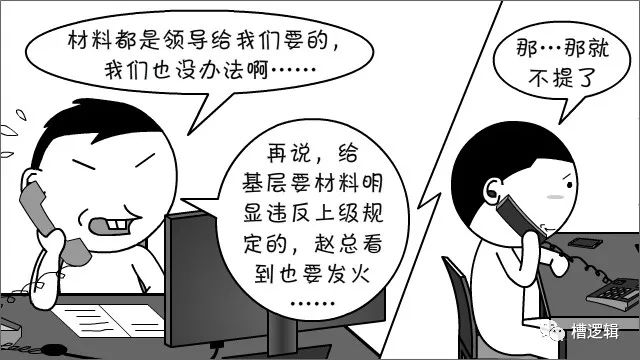 材料都是领导给我们要的，
我们也没办法啊……
再说，给
基层要材料明
显违反上级规
定的，赵总看
到也要发火
……
那…那就
不提了
槽逻辑